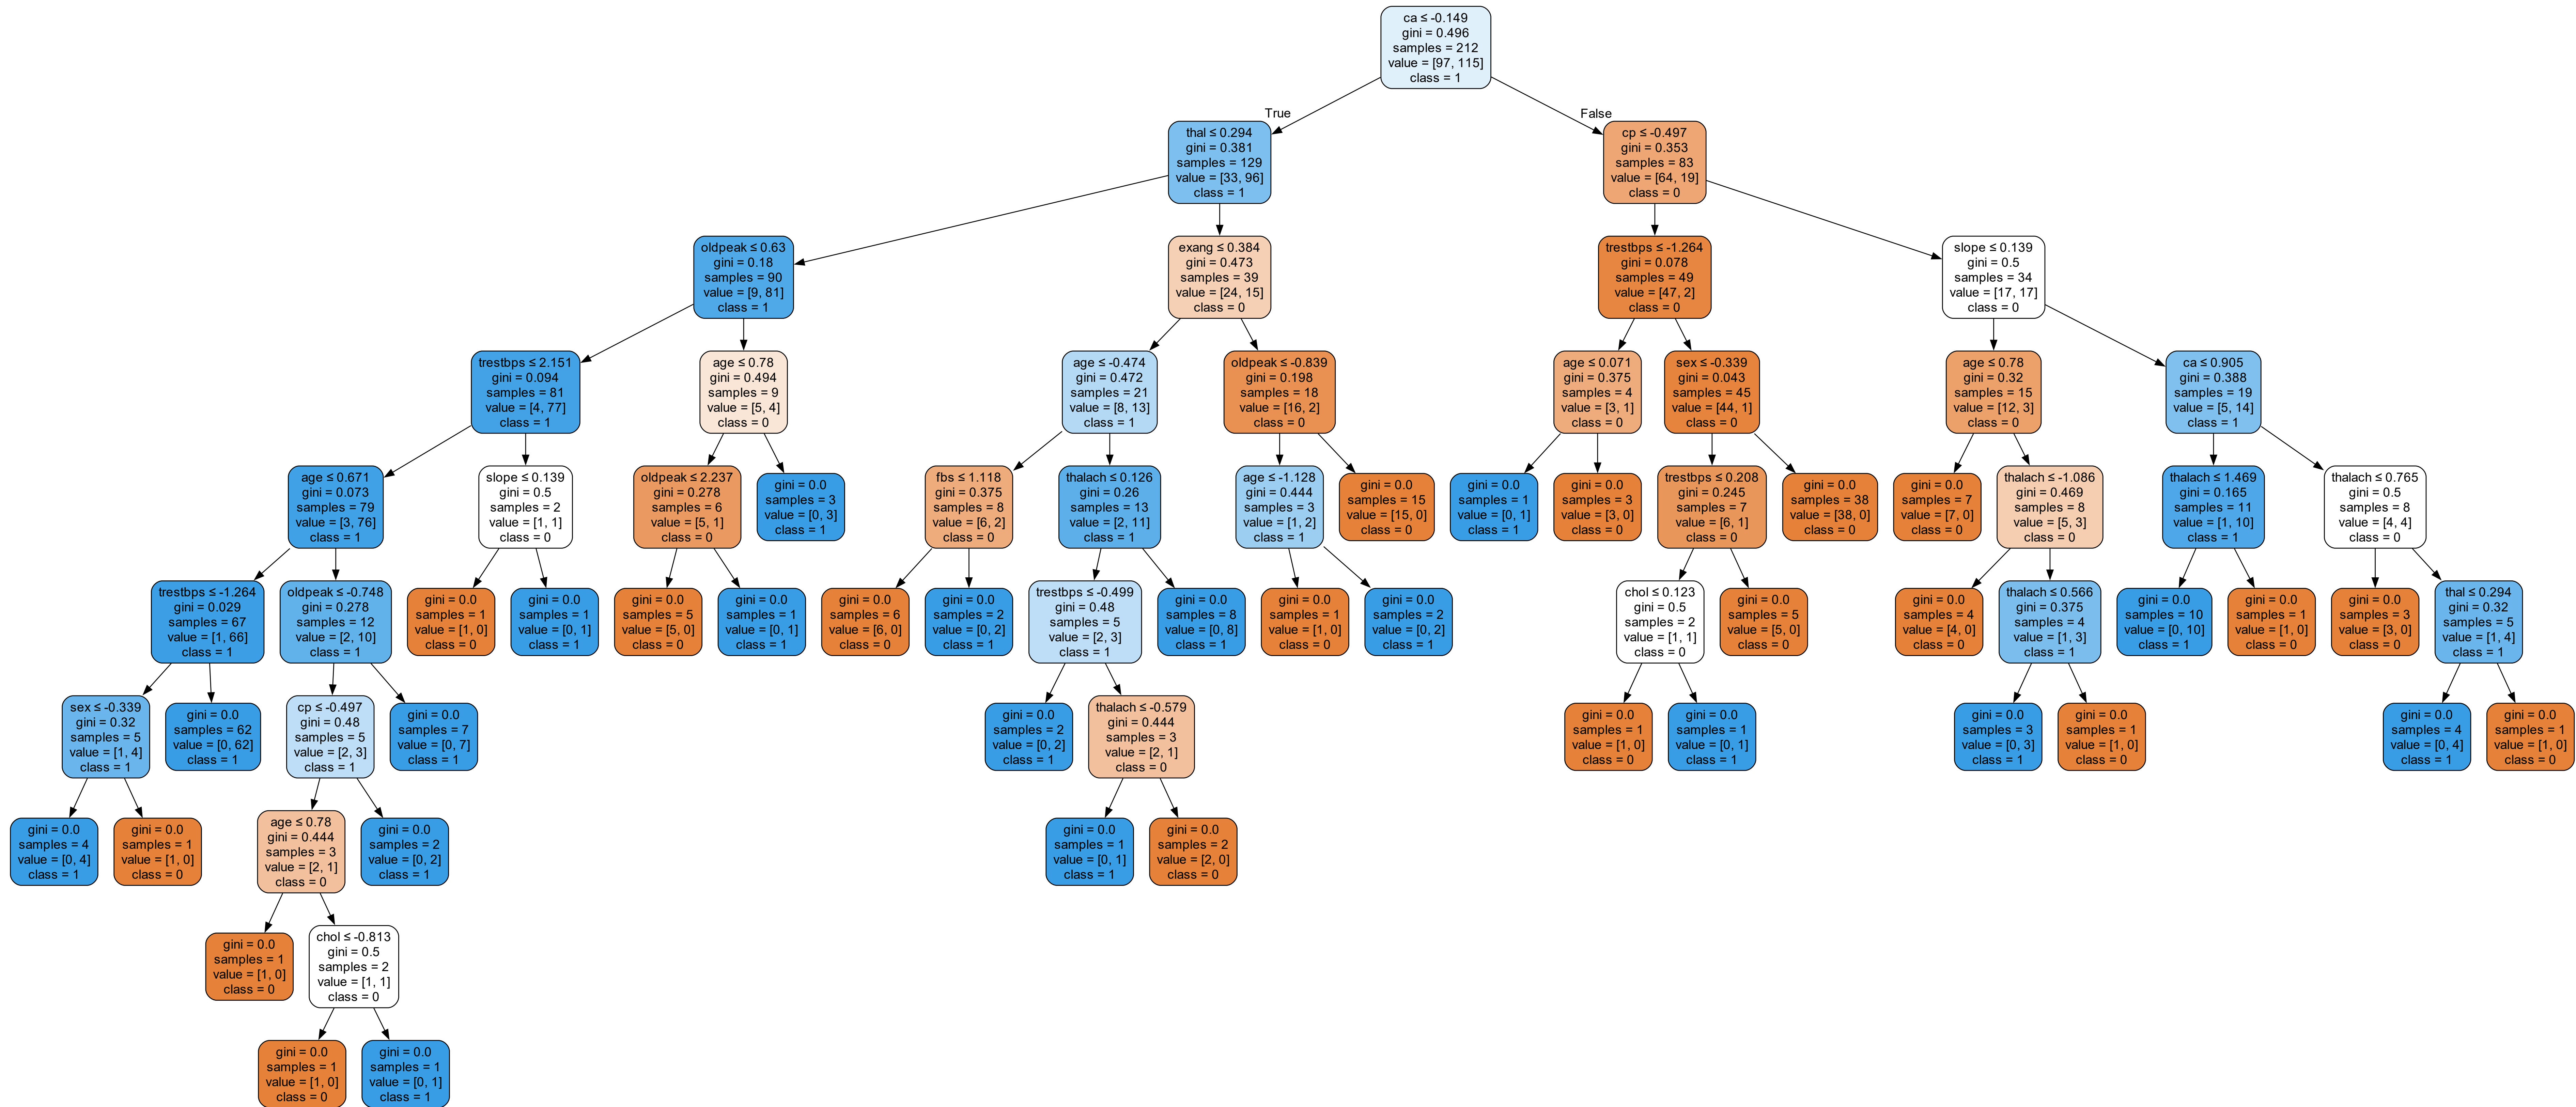 ca ≤ -0.149
gini = 0.496
samples = 212
value = [97, 115]
class = 1
True
False
thal ≤ 0.294
gini = 0.381
samples = 129
value = [33, 96]
class = 1
cp ≤ -0.497
gini = 0.353
samples = 83
value = [64, 19]
class = 0
oldpeak ≤ 0.63
gini = 0.18
samples = 90
value = [9, 81]
class = 1
exang ≤ 0.384
gini = 0.473
samples = 39
value = [24, 15]
class = 0
trestbps ≤ -1.264
gini = 0.078
samples = 49
value = [47, 2]
class = 0
slope ≤ 0.139
gini = 0.5
samples = 34
value = [17, 17]
class = 0
trestbps ≤ 2.151
gini = 0.094
samples = 81
value = [4, 77]
class = 1
age ≤ 0.78
gini = 0.494
samples = 9
value = [5, 4]
class = 0
age ≤ -0.474
gini = 0.472
samples = 21
value = [8, 13]
class = 1
oldpeak ≤ -0.839
gini = 0.198
samples = 18
value = [16, 2]
class = 0
age ≤ 0.071
gini = 0.375
samples = 4
value = [3, 1]
class = 0
sex ≤ -0.339
gini = 0.043
samples = 45
value = [44, 1]
class = 0
age ≤ 0.78
gini = 0.32
samples = 15
value = [12, 3]
class = 0
ca ≤ 0.905
gini = 0.388
samples = 19
value = [5, 14]
class = 1
age ≤ 0.671
gini = 0.073
samples = 79
value = [3, 76]
class = 1
slope ≤ 0.139
gini = 0.5
samples = 2
value = [1, 1]
class = 0
oldpeak ≤ 2.237
gini = 0.278
samples = 6
value = [5, 1]
class = 0
gini = 0.0
samples = 3
value = [0, 3]
class = 1
fbs ≤ 1.118
gini = 0.375
samples = 8
value = [6, 2]
class = 0
thalach ≤ 0.126
gini = 0.26
samples = 13
value = [2, 11]
class = 1
age ≤ -1.128
gini = 0.444
samples = 3
value = [1, 2]
class = 1
gini = 0.0
samples = 15
value = [15, 0]
class = 0
gini = 0.0
samples = 1
value = [0, 1]
class = 1
gini = 0.0
samples = 3
value = [3, 0]
class = 0
trestbps ≤ 0.208
gini = 0.245
samples = 7
value = [6, 1]
class = 0
gini = 0.0
samples = 38
value = [38, 0]
class = 0
gini = 0.0
samples = 7
value = [7, 0]
class = 0
thalach ≤ -1.086
gini = 0.469
samples = 8
value = [5, 3]
class = 0
thalach ≤ 1.469
gini = 0.165
samples = 11
value = [1, 10]
class = 1
thalach ≤ 0.765
gini = 0.5
samples = 8
value = [4, 4]
class = 0
trestbps ≤ -1.264
gini = 0.029
samples = 67
value = [1, 66]
class = 1
oldpeak ≤ -0.748
gini = 0.278
samples = 12
value = [2, 10]
class = 1
gini = 0.0
samples = 1
value = [1, 0]
class = 0
gini = 0.0
samples = 1
value = [0, 1]
class = 1
gini = 0.0
samples = 5
value = [5, 0]
class = 0
gini = 0.0
samples = 1
value = [0, 1]
class = 1
gini = 0.0
samples = 6
value = [6, 0]
class = 0
gini = 0.0
samples = 2
value = [0, 2]
class = 1
trestbps ≤ -0.499
gini = 0.48
samples = 5
value = [2, 3]
class = 1
gini = 0.0
samples = 8
value = [0, 8]
class = 1
gini = 0.0
samples = 1
value = [1, 0]
class = 0
gini = 0.0
samples = 2
value = [0, 2]
class = 1
chol ≤ 0.123
gini = 0.5
samples = 2
value = [1, 1]
class = 0
gini = 0.0
samples = 5
value = [5, 0]
class = 0
gini = 0.0
samples = 4
value = [4, 0]
class = 0
thalach ≤ 0.566
gini = 0.375
samples = 4
value = [1, 3]
class = 1
gini = 0.0
samples = 10
value = [0, 10]
class = 1
gini = 0.0
samples = 1
value = [1, 0]
class = 0
gini = 0.0
samples = 3
value = [3, 0]
class = 0
thal ≤ 0.294
gini = 0.32
samples = 5
value = [1, 4]
class = 1
sex ≤ -0.339
gini = 0.32
samples = 5
value = [1, 4]
class = 1
gini = 0.0
samples = 62
value = [0, 62]
class = 1
cp ≤ -0.497
gini = 0.48
samples = 5
value = [2, 3]
class = 1
gini = 0.0
samples = 7
value = [0, 7]
class = 1
gini = 0.0
samples = 2
value = [0, 2]
class = 1
thalach ≤ -0.579
gini = 0.444
samples = 3
value = [2, 1]
class = 0
gini = 0.0
samples = 1
value = [1, 0]
class = 0
gini = 0.0
samples = 1
value = [0, 1]
class = 1
gini = 0.0
samples = 3
value = [0, 3]
class = 1
gini = 0.0
samples = 1
value = [1, 0]
class = 0
gini = 0.0
samples = 4
value = [0, 4]
class = 1
gini = 0.0
samples = 1
value = [1, 0]
class = 0
gini = 0.0
samples = 4
value = [0, 4]
class = 1
gini = 0.0
samples = 1
value = [1, 0]
class = 0
age ≤ 0.78
gini = 0.444
samples = 3
value = [2, 1]
class = 0
gini = 0.0
samples = 2
value = [0, 2]
class = 1
gini = 0.0
samples = 1
value = [0, 1]
class = 1
gini = 0.0
samples = 2
value = [2, 0]
class = 0
gini = 0.0
samples = 1
value = [1, 0]
class = 0
chol ≤ -0.813
gini = 0.5
samples = 2
value = [1, 1]
class = 0
gini = 0.0
samples = 1
value = [1, 0]
class = 0
gini = 0.0
samples = 1
value = [0, 1]
class = 1